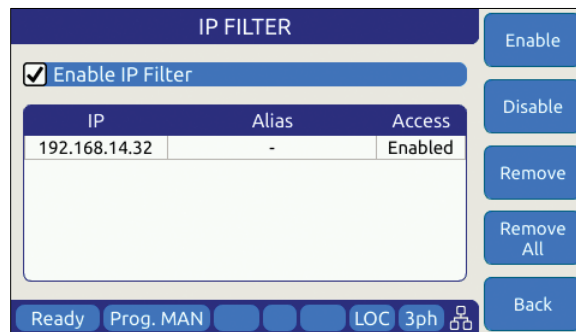 IP FILTER
Enable IP Filter
IP Alias Access
192.168.14.32 - Enabled
Ready Prog. MAN LOC 3ph
Enable
Disable
Remove
Remove
All
Back